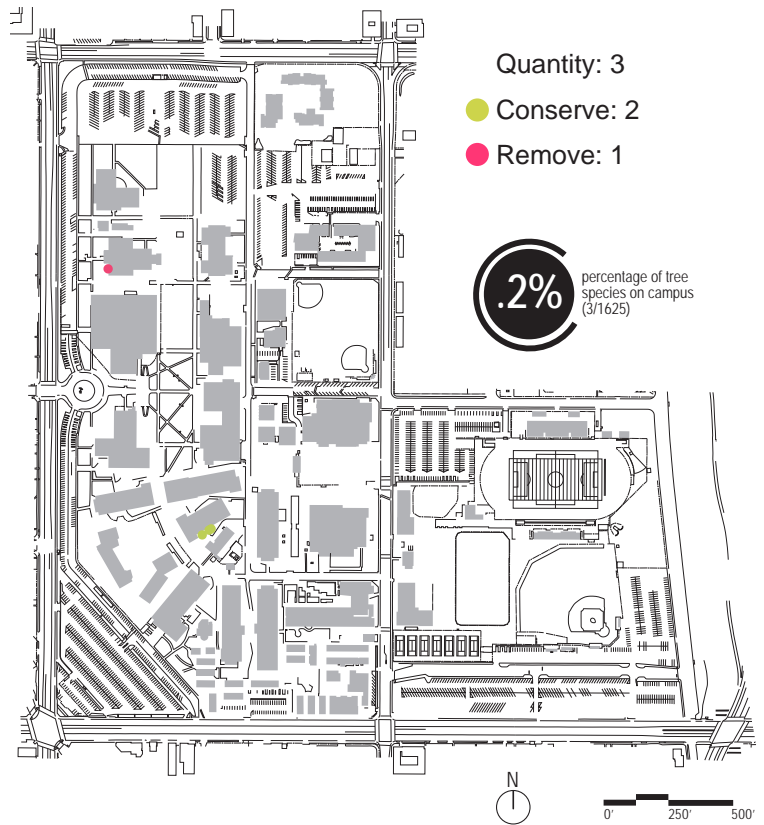 Quantity: 3
Conserve: 2
Remove: 1
.2%
percentage of tree
species on campus
(3/1625)
N
0' 250' 500'